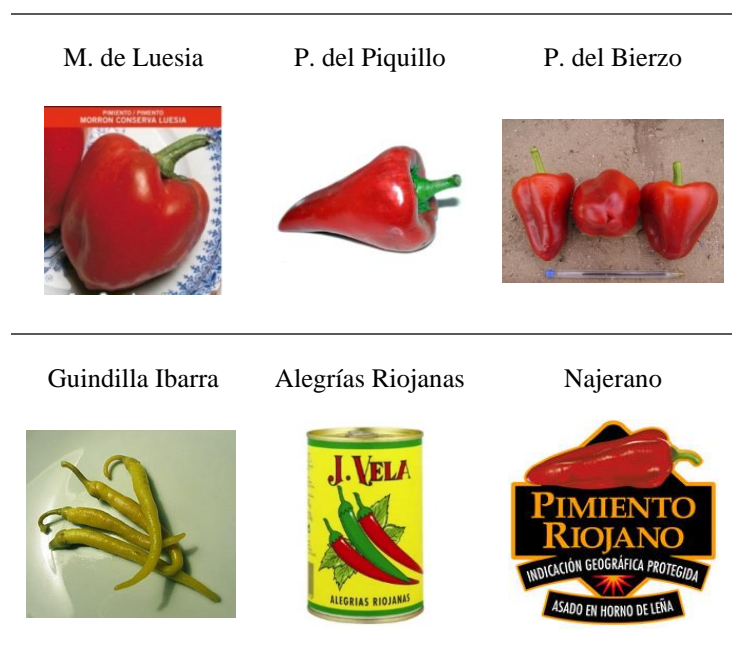 M. de Luesia
P. del Piquillo
P. del Bierzo
PIMIENTO / PIMENTO
MORRON CONSERVA LUESIA
Guindilla Ibarra
Alegrías Riojanas
Najerano
J. VELA
ALEGRIAS RIOJANAS
PIMIENTO
RIOJANO
INDICACIÓN GEOGRÁFICA PROTEGIDA
ASADO EN HORNO DE LEÑA